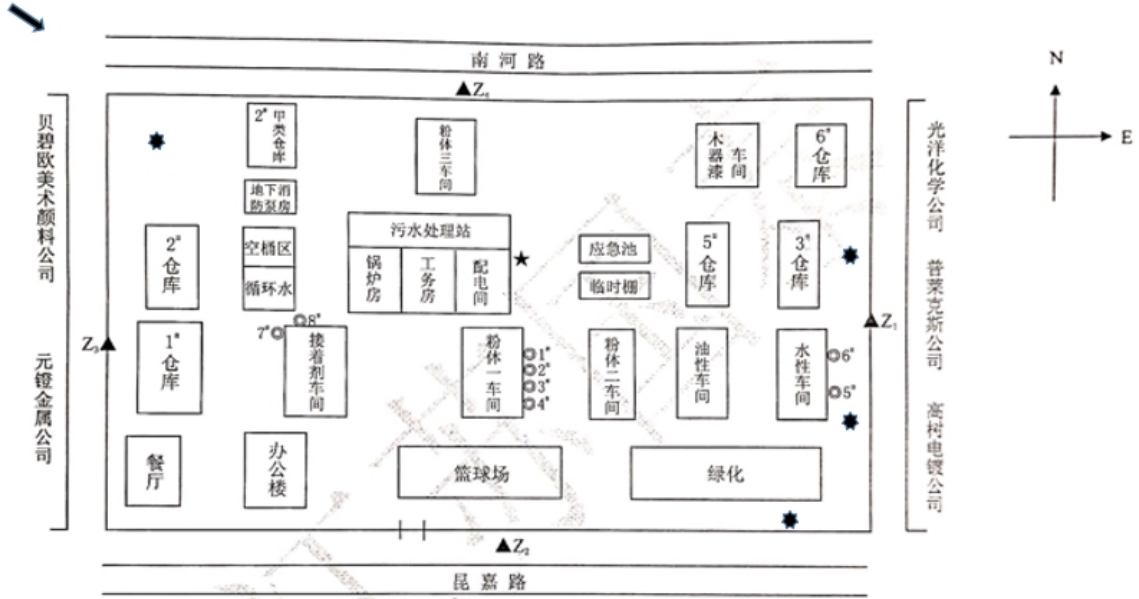 南河路
N
E
▲Z₄
贝碧欧美术颜料公司
元镫金属公司
2#甲类仓库
粉体三车间
木器漆车间
6#仓库
光洋化学公司
普莱克斯公司
高树电镀公司
地下消防泵房
2#仓库
空桶区
循环水
污水处理站
锅炉房
工务房
配电间
★
应急池
临时棚
5#仓库
3#仓库
Z₃▲
▲Z₁
1#仓库
7#◎
◎8#
接着剂车间
粉体一车间
◎1#
◎2#
◎3#
◎4#
粉体二车间
油性车间
水性车间
◎6#
◎5#
餐厅
办公楼
篮球场
绿化
▲Z₂
昆嘉路